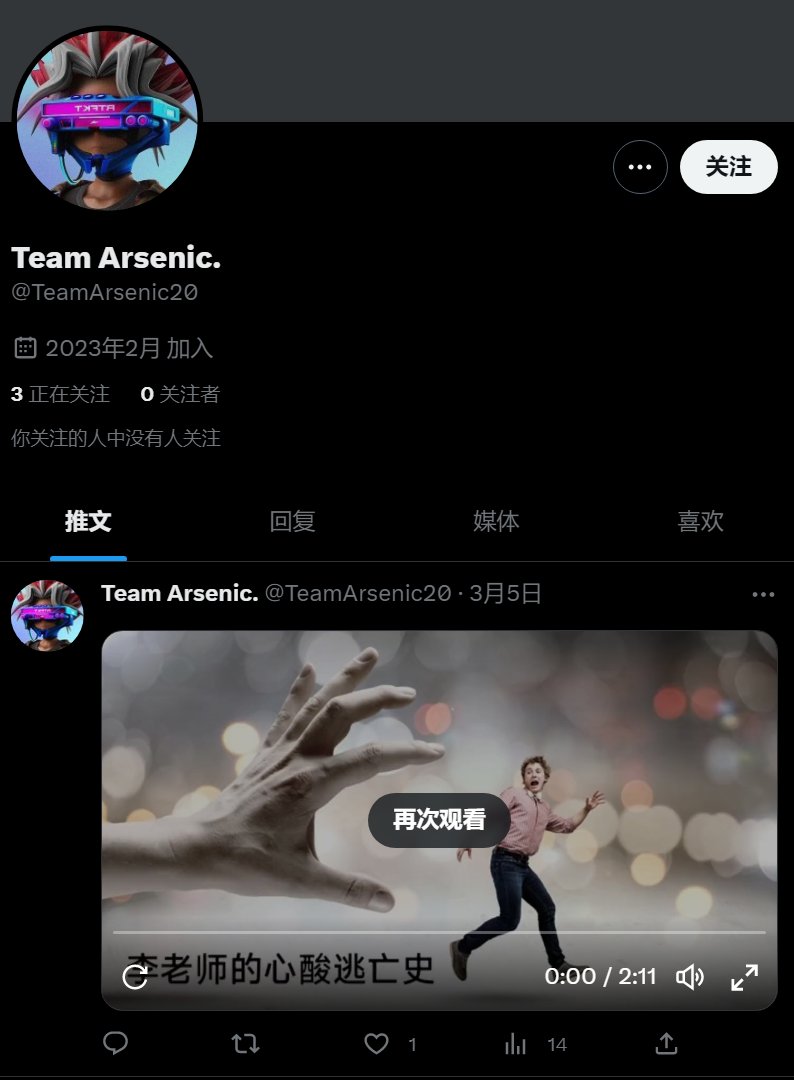 关注
Team Arsenic.
@TeamArsenic20
2023年2月 加入
3 正在关注 0 关注者
你关注的人中没有人关注
推文 回复 媒体 喜欢
Team Arsenic. @TeamArsenic20 · 3月5日
再次观看
李老师的心酸逃亡史
0:00 / 2:11
1 14